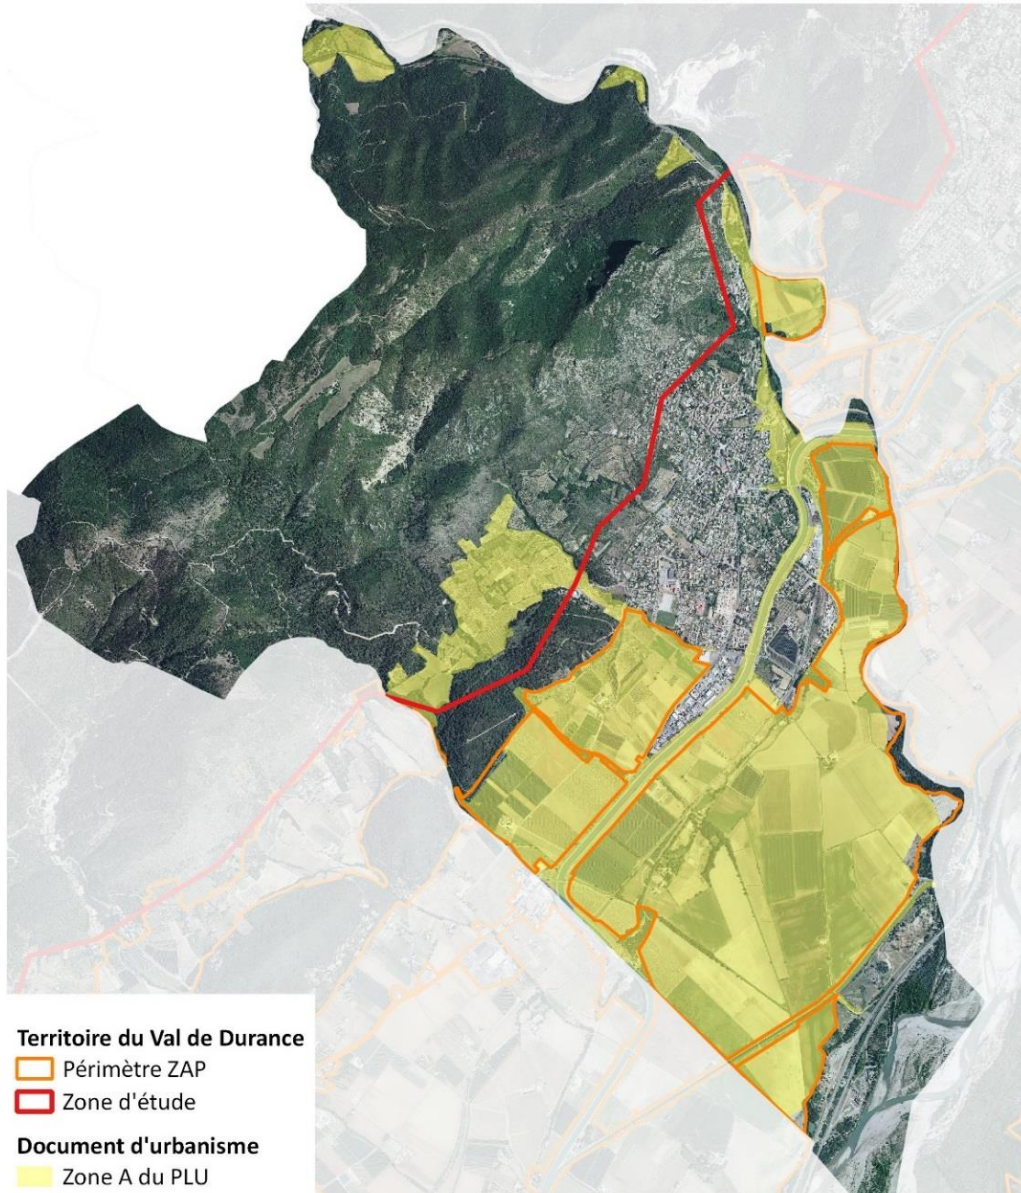 Territoire du Val de Durance
Périmètre ZAP
Zone d'étude
Document d'urbanisme
Zone A du PLU